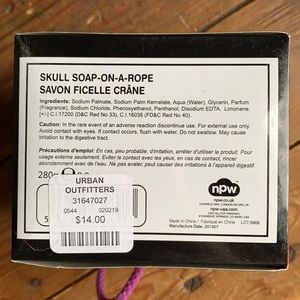 SKULL SOAP-ON-A-ROPE
SAVON FICELLE CRÂNE
Ingredients: Sodium Palmate, Sodium Palm Kernelate, Aqua (Water), Glycerin, Parfum
(Fragrance), Sodium Chloride, Phenoxyethanol, Panthenol, Disodium EDTA. Limonene.
[+/-] C.I.17200 (D&C Red No 33), C.I.16035 (FD&C Red No 40).
Caution: In the rare event of an adverse reaction discontinue use. For external use only.
Avoid contact with eyes. If contact occurs, flush with water. Do not swallow. May cause
irritation to the digestive tract.
Précautions d'emploi: En cas, peu probable, d'irritation, cesser d'utiliser le produit. Pour
usage externe seulement. Eviter le contact avec les yeux, en cas de contact, rincer
abondamment avec de l'eau. Ne pas avaler. Peut causer des irritations à l'appareil digestif.
280g
URBAN
OUTFITTERS
31647027
0544 020219
$14.00
5
npw
npw.co.uk
npw-usa.com
Made in China / Fabriqué en Chine LOT:6806
Manufacture Date: 201307